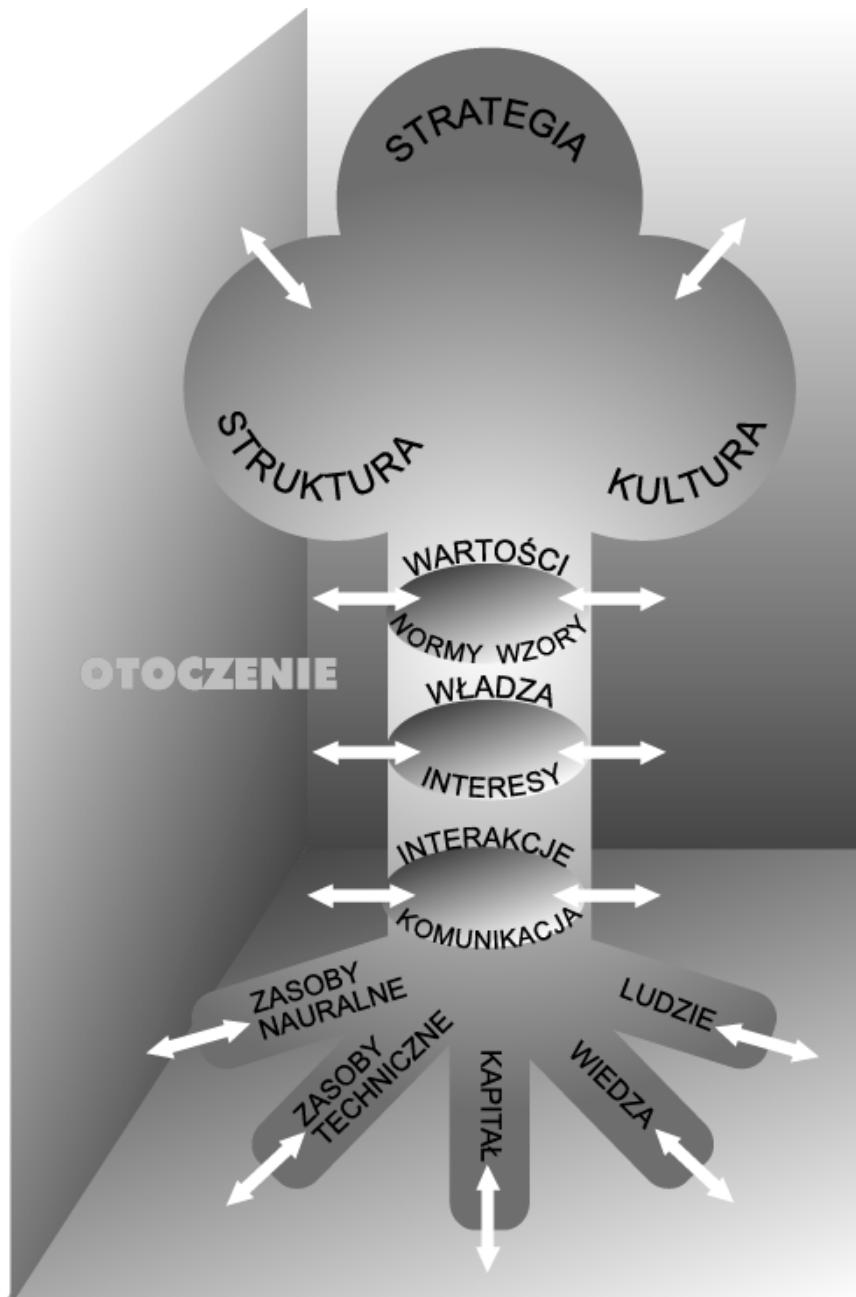 STRATEGIA
STRUKTURA
KULTURA
WARTOŚCI
NORMY WZORY
OTOCZENIE
WŁADZA
INTERESY
INTERAKCJE
KOMUNIKACJA
ZASOBY
NAURALNE
ZASOBY
TECHNICZNE
KAPITAŁ
WIEDZA
LUDZIE